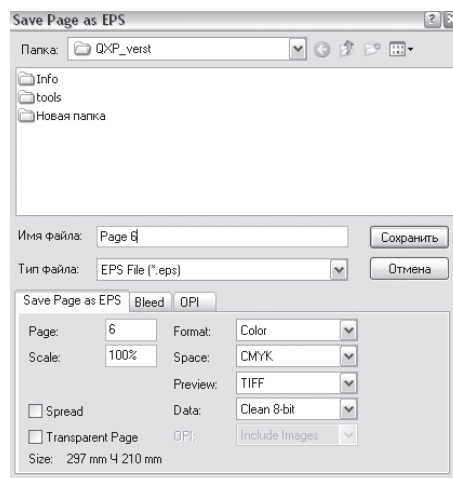 Save Page as EPS ?
Папка: QXP_verst
Info
tools
Новая папка
Имя файла: Page 6 Сохранить
Тип файла: EPS File (*.eps) Отмена
Save Page as EPS Bleed OPI
Page: 6 Format: Color
Scale: 100% Space: CMYK
Preview: TIFF
Spread Data: Clean 8-bit
Transparent Page OPI: Include Images
Size: 297 mm Ч 210 mm